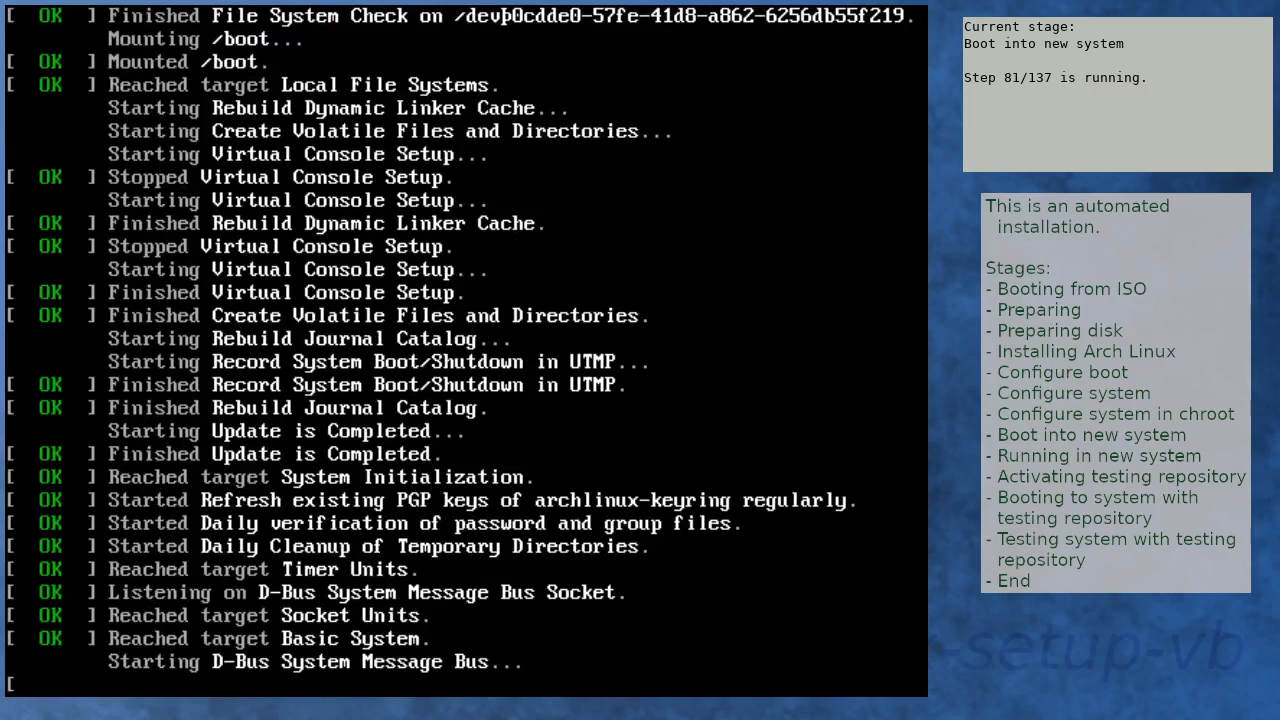 [  OK  ] Finished File System Check on /devþ0cdde0-57fe-41d8-a862-6256db55f219.
Mounting /boot...
[  OK  ] Mounted /boot.
[  OK  ] Reached target Local File Systems.
Starting Rebuild Dynamic Linker Cache...
Starting Create Volatile Files and Directories...
Starting Virtual Console Setup...
[  OK  ] Stopped Virtual Console Setup.
Starting Virtual Console Setup...
[  OK  ] Finished Rebuild Dynamic Linker Cache.
[  OK  ] Stopped Virtual Console Setup.
Starting Virtual Console Setup...
[  OK  ] Finished Virtual Console Setup.
[  OK  ] Finished Create Volatile Files and Directories.
Starting Rebuild Journal Catalog...
Starting Record System Boot/Shutdown in UTMP...
[  OK  ] Finished Record System Boot/Shutdown in UTMP.
[  OK  ] Finished Rebuild Journal Catalog.
Starting Update is Completed...
[  OK  ] Finished Update is Completed.
[  OK  ] Reached target System Initialization.
[  OK  ] Started Refresh existing PGP keys of archlinux-keyring regularly.
[  OK  ] Started Daily verification of password and group files.
[  OK  ] Started Daily Cleanup of Temporary Directories.
[  OK  ] Reached target Timer Units.
[  OK  ] Listening on D-Bus System Message Bus Socket.
[  OK  ] Reached target Socket Units.
[  OK  ] Reached target Basic System.
Starting D-Bus System Message Bus...
[
Current stage:
Boot into new system
Step 81/137 is running.
This is an automated
installation.
Stages:
- Booting from ISO
- Preparing
- Preparing disk
- Installing Arch Linux
- Configure boot
- Configure system
- Configure system in chroot
- Boot into new system
- Running in new system
- Activating testing repository
- Booting to system with
testing repository
- Testing system with testing
repository
- End
-setup-vb